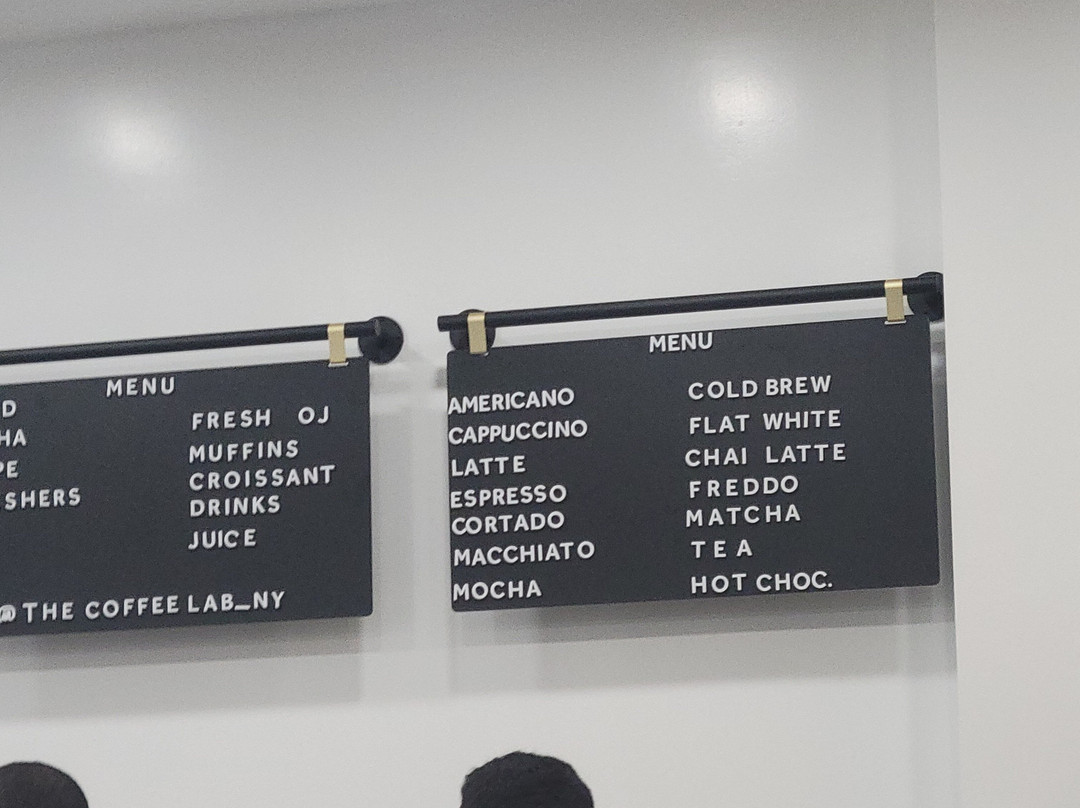 MENU
FRESH OJ
MUFFINS
CROISSANT
DRINKS
JUICE
@THE COFFEE LAB_NY
MENU
AMERICANO
CAPPUCCINO
LATTE
ESPRESSO
CORTADO
MACCHIATO
MOCHA
COLD BREW
FLAT WHITE
CHAI LATTE
FREDDO
MATCHA
TEA
HOT CHOC.